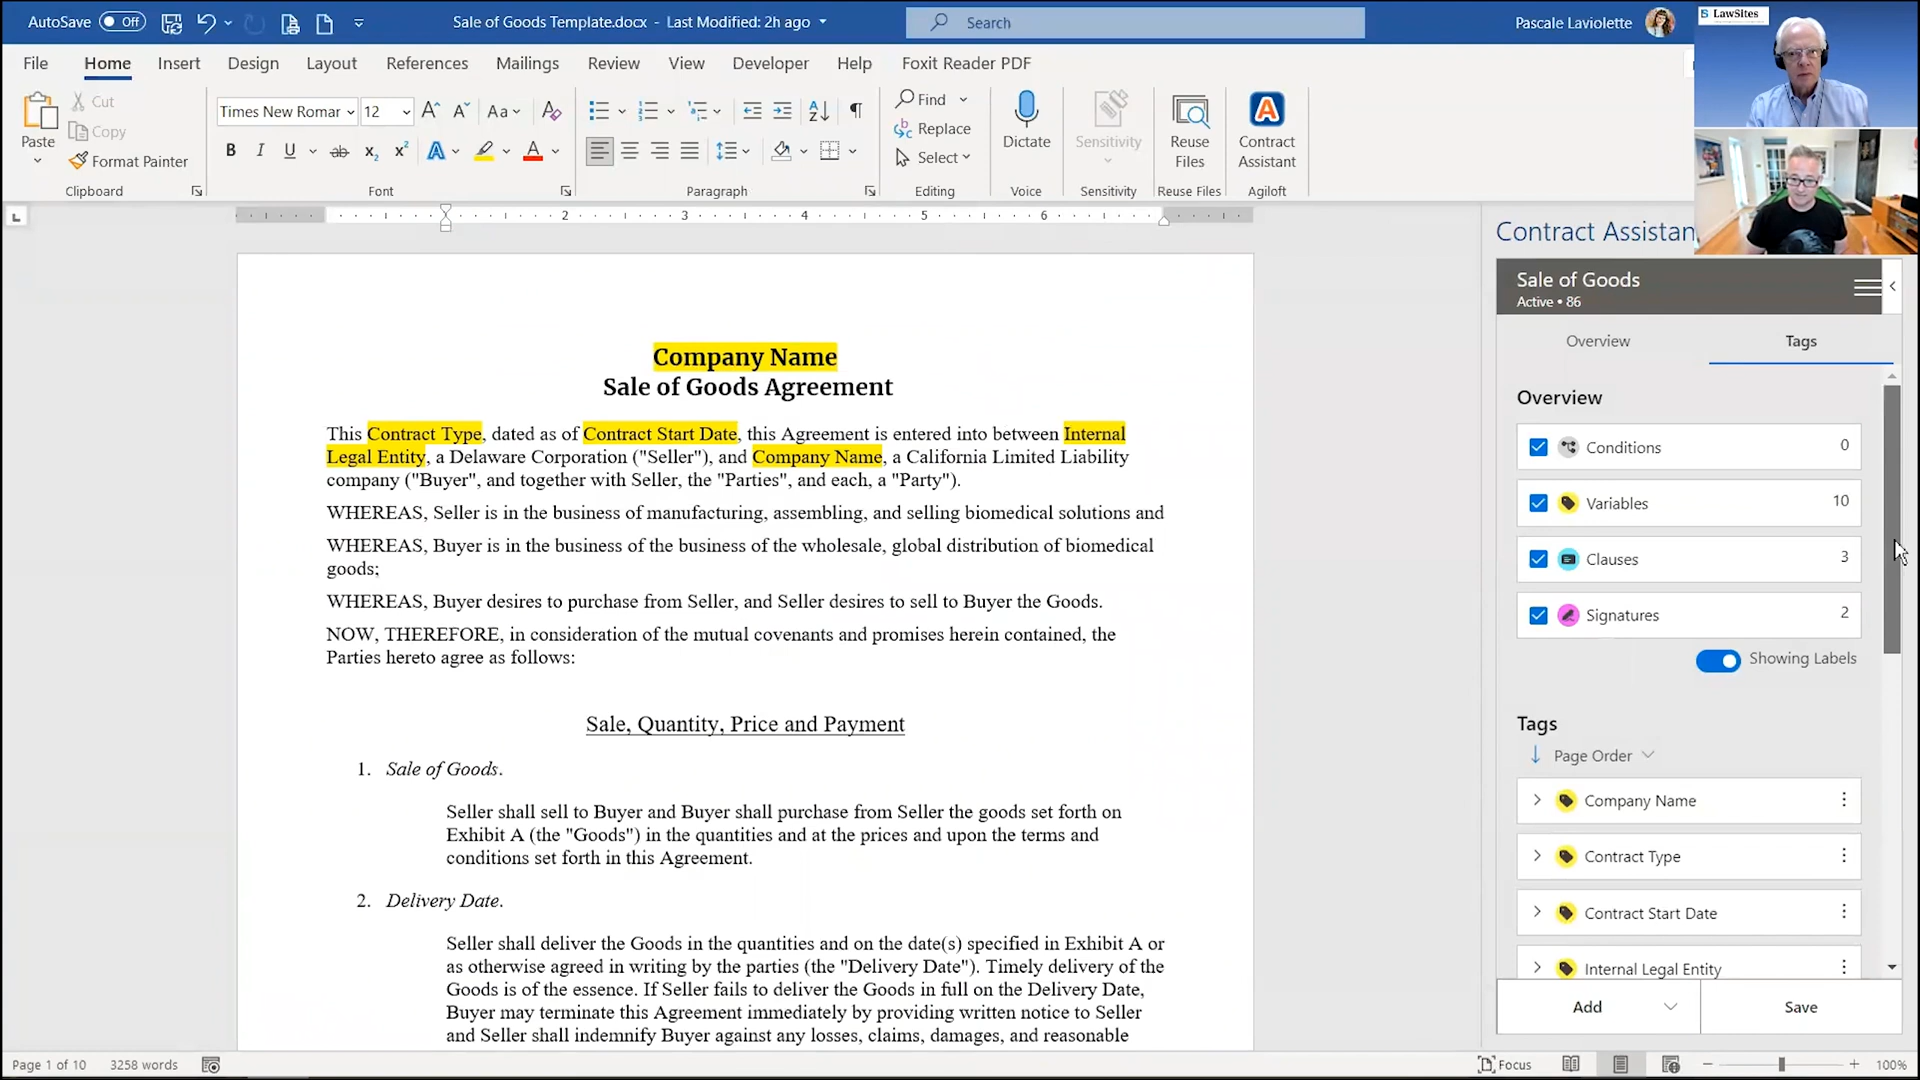 AutoSave Off
Sale of Goods Template.docx - Last Modified: 2h ago
Search
Pascale Laviolette
LawSites
File Home Insert Design Layout References Mailings Review View Developer Help Foxit Reader PDF
Paste
Cut
Copy
Format Painter
Clipboard
Times New Romar 12
Font
Paragraph
Find
Replace
Select
Editing
Dictate
Voice
Sensitivity
Sensitivity
Reuse Files
Reuse Files
Contract Assistant
Agiloft
2 3 4 5 6
Company Name
Sale of Goods Agreement
This Contract Type, dated as of Contract Start Date, this Agreement is entered into between Internal
Legal Entity, a Delaware Corporation ("Seller"), and Company Name, a California Limited Liability
company ("Buyer", and together with Seller, the "Parties", and each, a "Party").
WHEREAS, Seller is in the business of manufacturing, assembling, and selling biomedical solutions and
WHEREAS, Buyer is in the business of the business of the wholesale, global distribution of biomedical
goods;
WHEREAS, Buyer desires to purchase from Seller, and Seller desires to sell to Buyer the Goods.
NOW, THEREFORE, in consideration of the mutual covenants and promises herein contained, the
Parties hereto agree as follows:
Sale, Quantity, Price and Payment
1. Sale of Goods.
Seller shall sell to Buyer and Buyer shall purchase from Seller the goods set forth on
Exhibit A (the "Goods") in the quantities and at the prices and upon the terms and
conditions set forth in this Agreement.
2. Delivery Date.
Seller shall deliver the Goods in the quantities and on the date(s) specified in Exhibit A or
as otherwise agreed in writing by the parties (the "Delivery Date"). Timely delivery of the
Goods is of the essence. If Seller fails to deliver the Goods in full on the Delivery Date,
Buyer may terminate this Agreement immediately by providing written notice to Seller
and Seller shall indemnify Buyer against any losses, claims, damages, and reasonable
Contract Assistan
Sale of Goods
Active • 86
Overview Tags
Overview
Conditions 0
Variables 10
Clauses 3
Signatures 2
Showing Labels
Tags
Page Order
Company Name
Contract Type
Contract Start Date
Internal Legal Entity
Add Save
Page 1 of 10 3258 words
Focus
100%